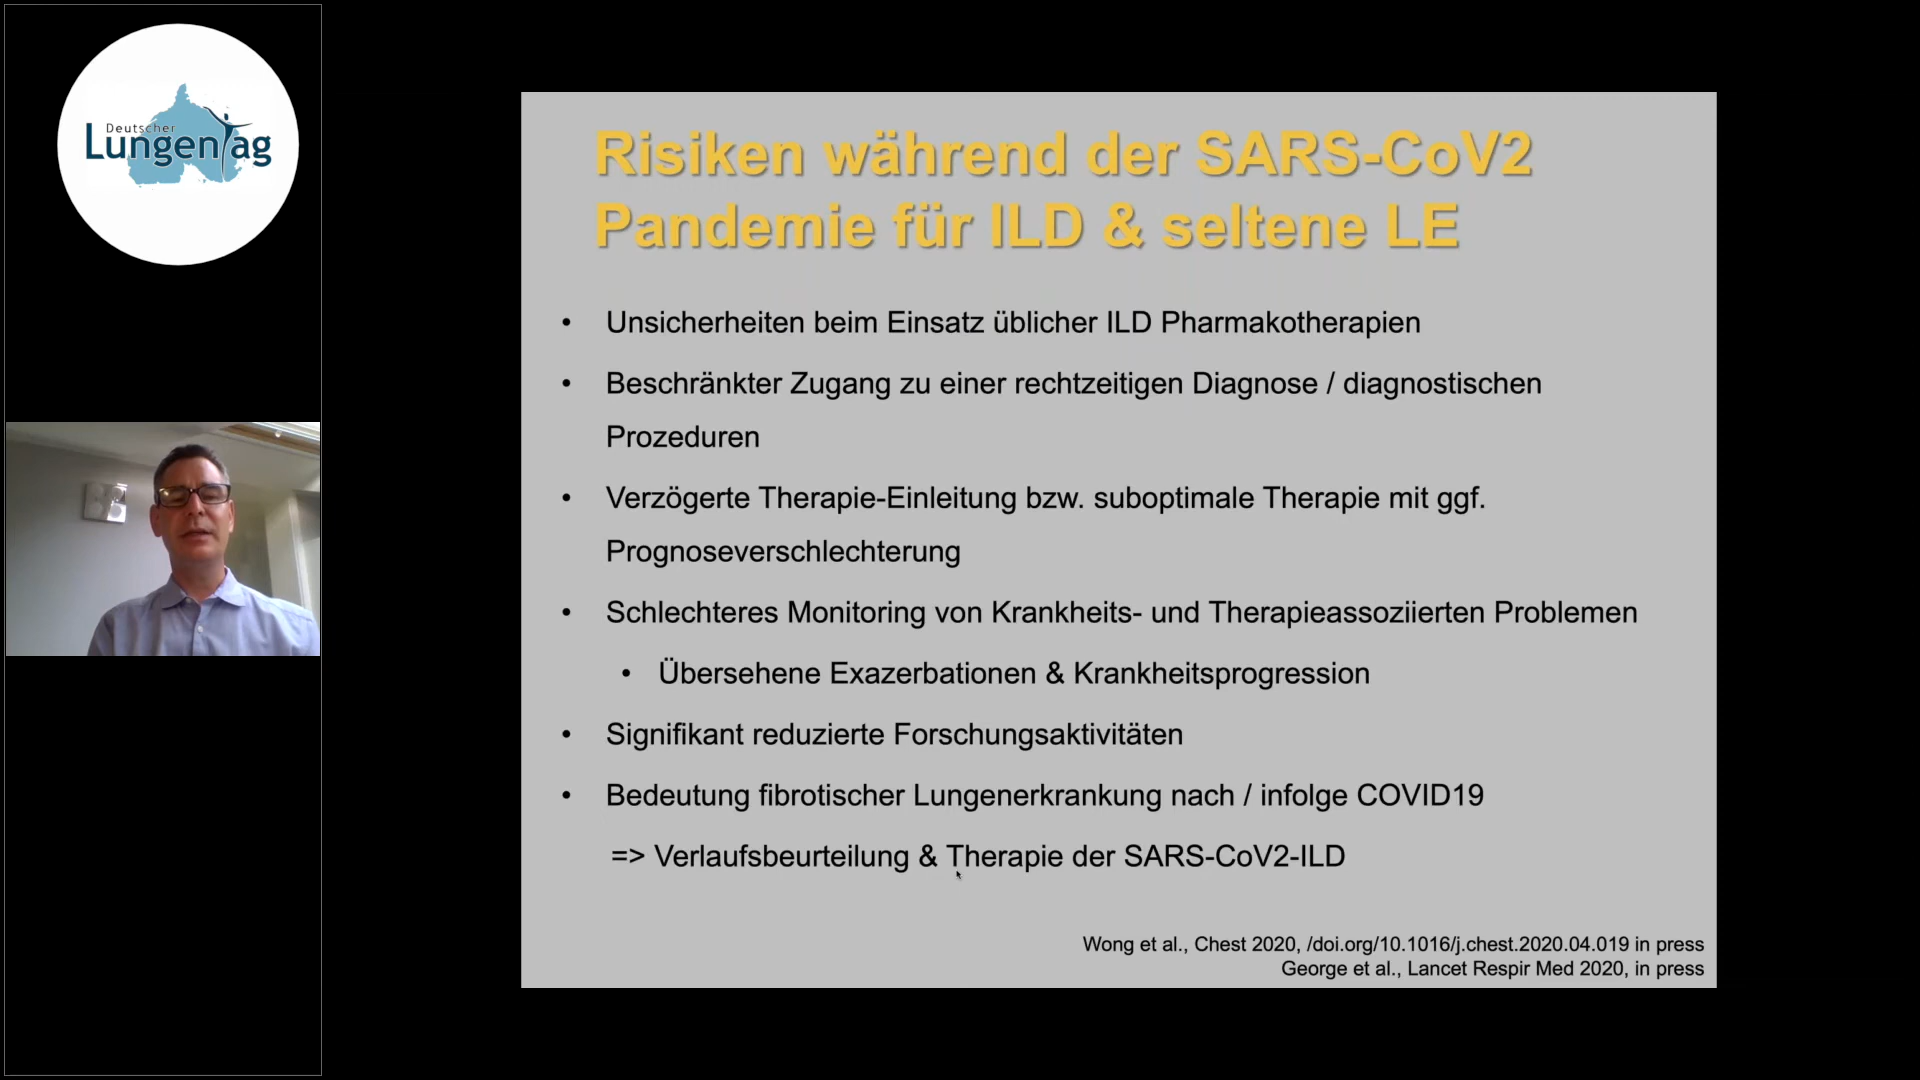 Deutscher
LungenTag
Risiken während der SARS-CoV2
Pandemie für ILD & seltene LE
• Unsicherheiten beim Einsatz üblicher ILD Pharmakotherapien
• Beschränkter Zugang zu einer rechtzeitigen Diagnose / diagnostischen
Prozeduren
• Verzögerte Therapie-Einleitung bzw. suboptimale Therapie mit ggf.
Prognoseverschlechterung
• Schlechteres Monitoring von Krankheits- und Therapieassoziierten Problemen
• Übersehene Exazerbationen & Krankheitsprogression
• Signifikant reduzierte Forschungsaktivitäten
• Bedeutung fibrotischer Lungenerkrankung nach / infolge COVID19
=> Verlaufsbeurteilung & Therapie der SARS-CoV2-ILD
Wong et al., Chest 2020, /doi.org/10.1016/j.chest.2020.04.019 in press
George et al., Lancet Respir Med 2020, in press